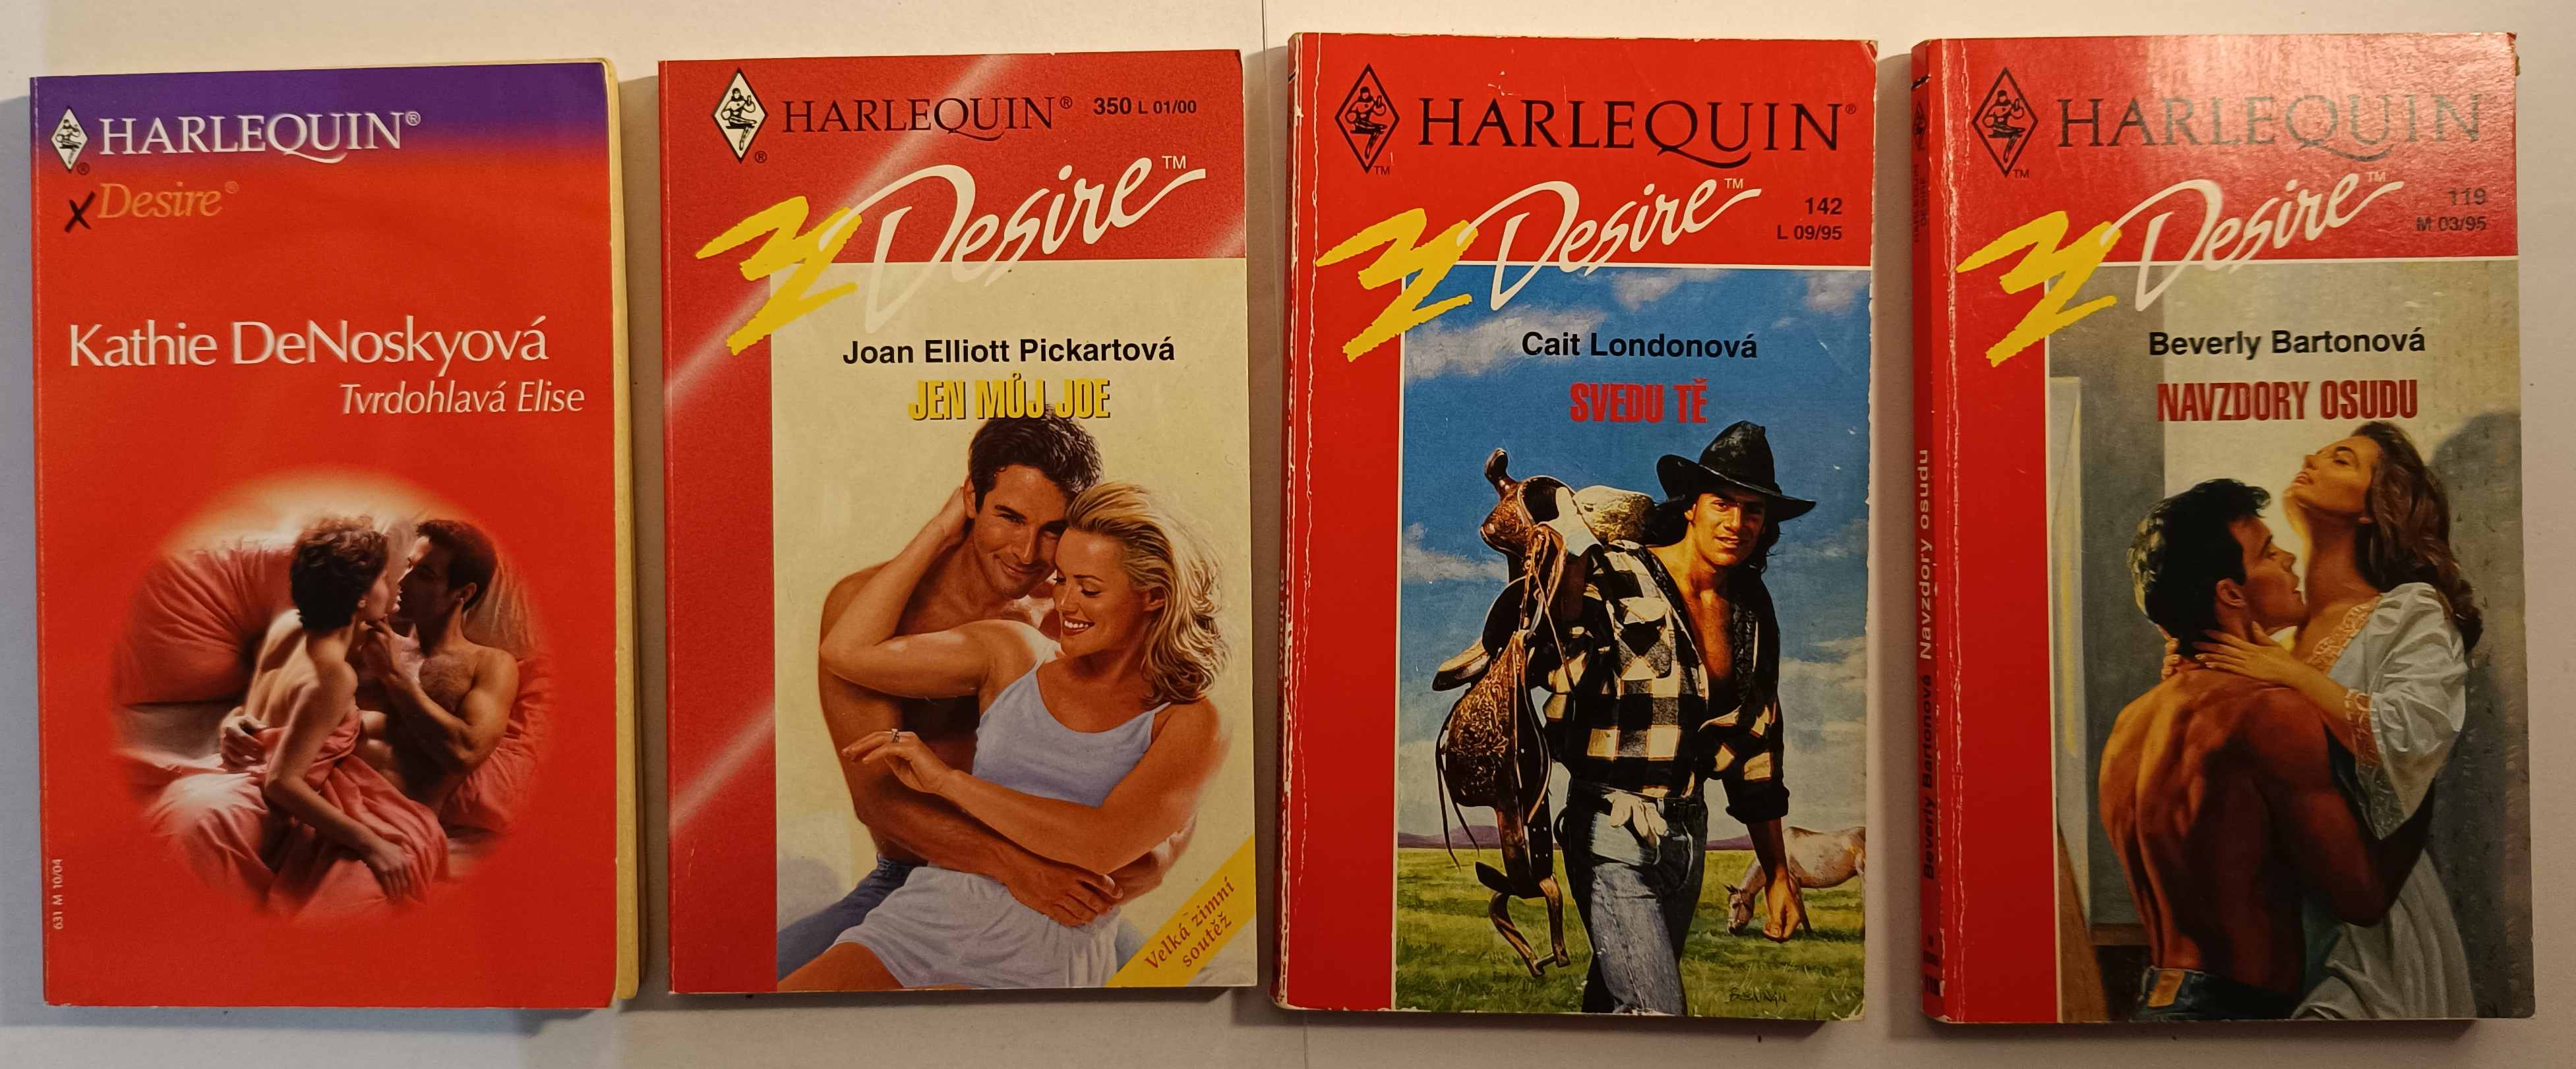 HARLEQUIN®
Desire®
Kathie DeNoskyová
Tvrdohlavá Elise
631 M 10/04
HARLEQUIN® 350 L 01/00
Desire™
Joan Elliott Pickartová
JEN MŮJ JOE
Velká zimní
soutěž
HARLEQUIN®
Desire™
142
L 09/95
Cait Londonová
SVEDU TĚ
HARLEQUIN
Desire™
119
M 03/95
Beverly Bartonová
NAVZDORY OSUDU
Beverly Bartonová Navzdory osudu